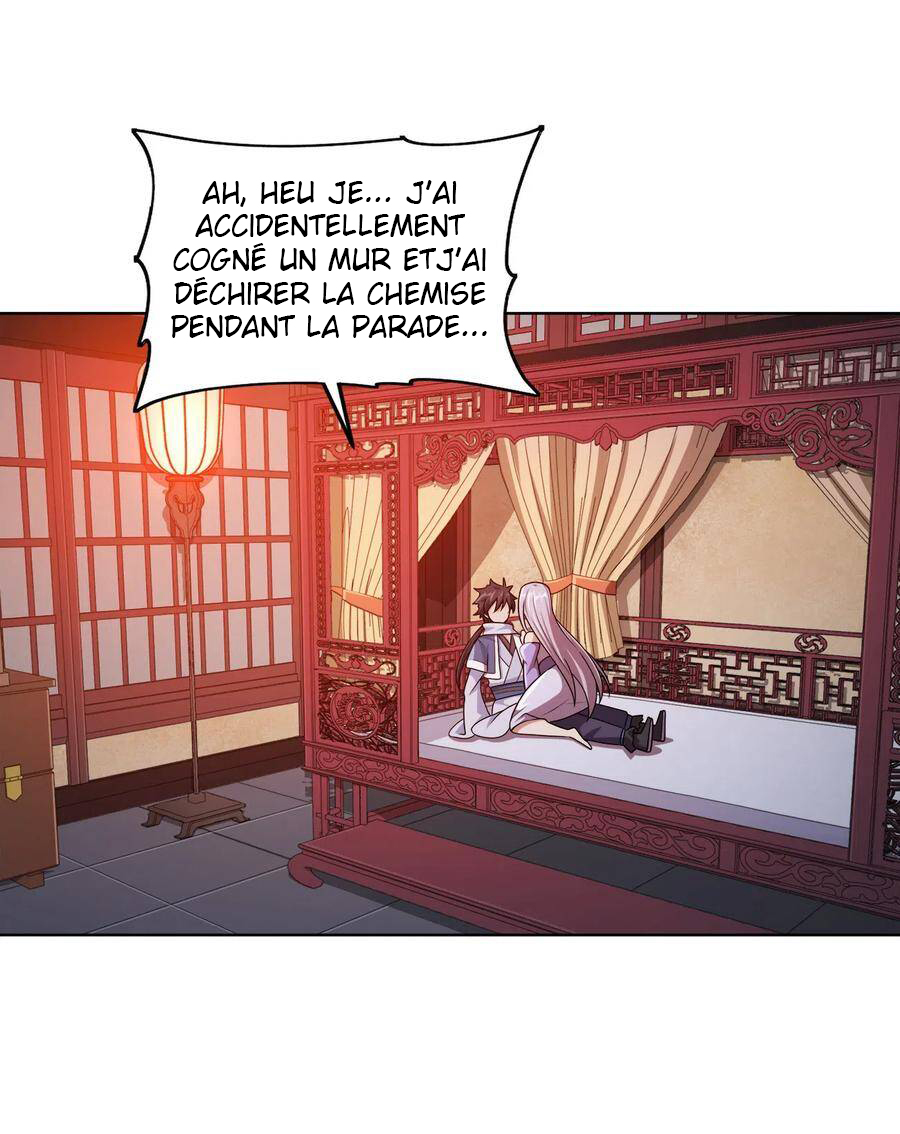 AH, HEU JE... J'AI
ACCIDENTELLEMENT
COGNÉ UN MUR ETJ'AI
DÉCHIRER LA CHEMISE
PENDANT LA PARADE...